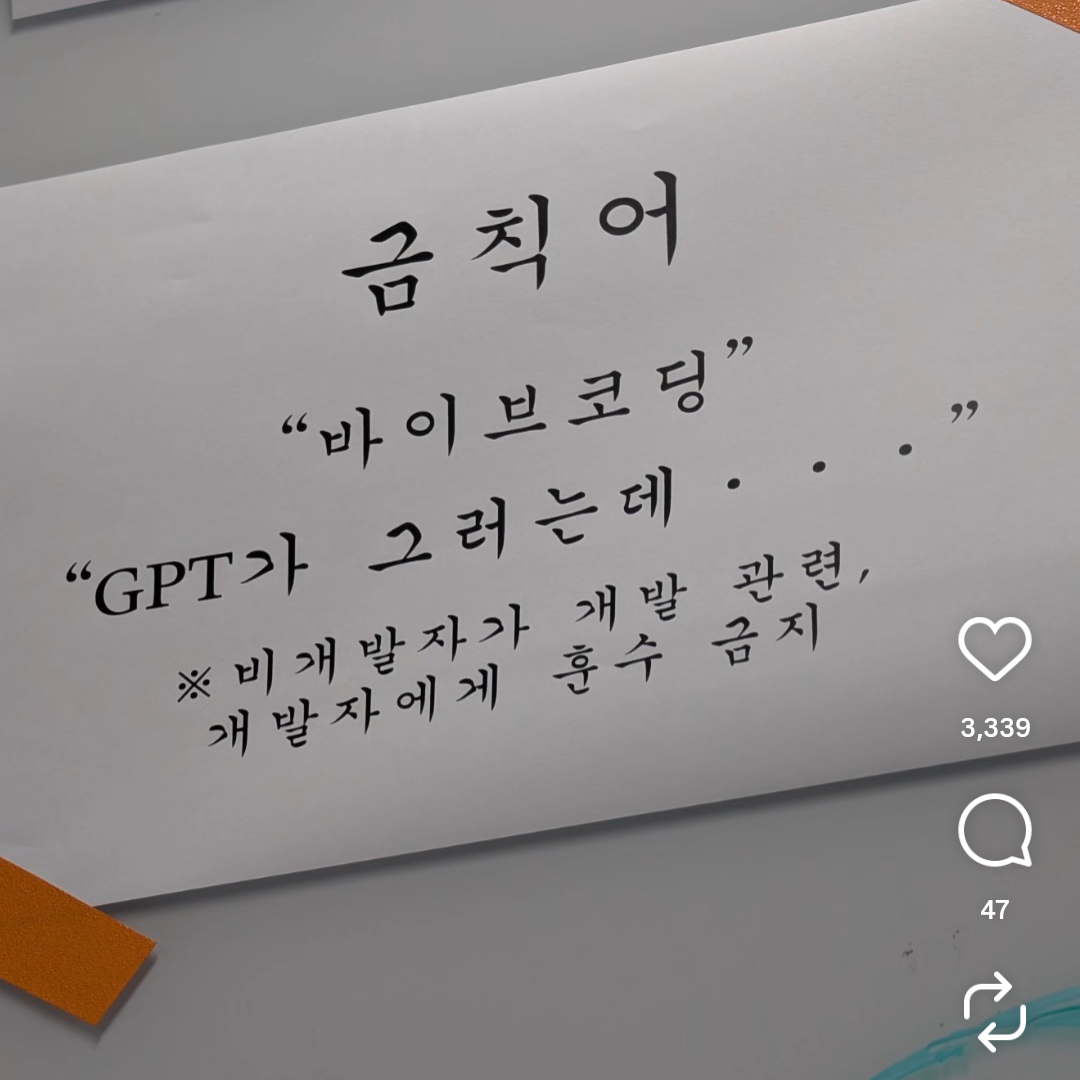 금칙어
“바이브코딩”
“GPT가 그러는데 · · · ”
※ 비개발자가 개발 관련,
개발자에게 훈수 금지
3,339
47